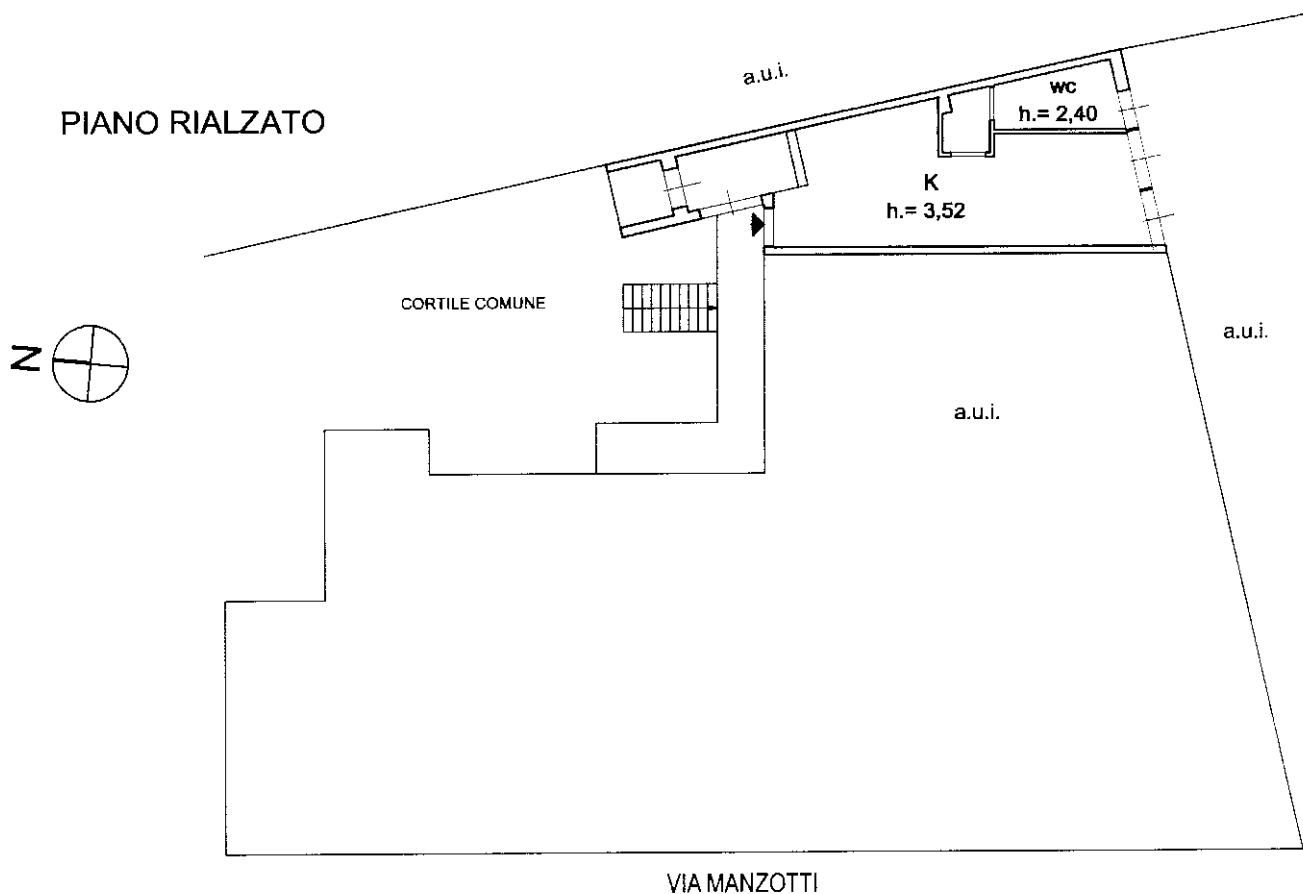 PIANO RIALZATO
a.u.i.
wc
h.= 2,40
K
h.= 3,52
CORTILE COMUNE
N
a.u.i.
a.u.i.
VIA MANZOTTI